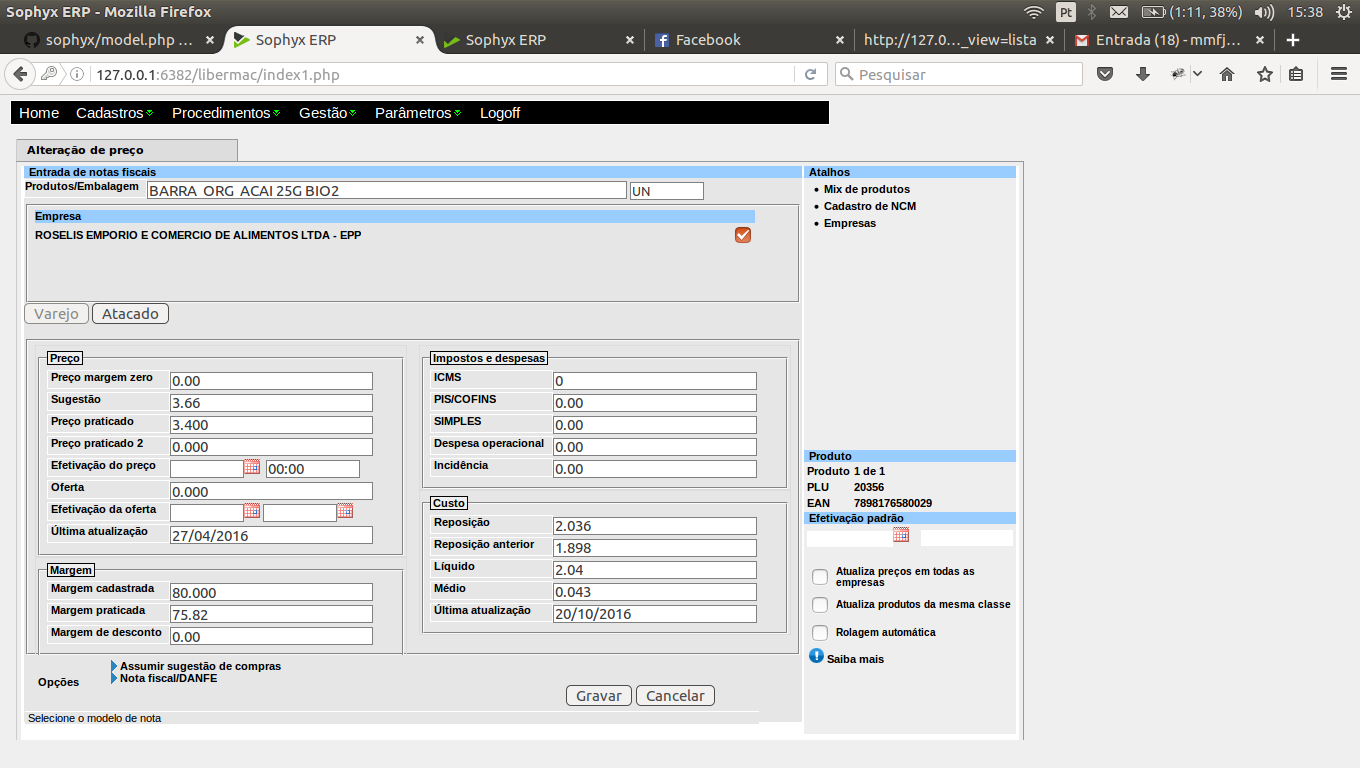 Sophyx ERP - Mozilla Firefox
Pt (1:11, 38%) 15:38
sophyx/model.php ... × Sophyx ERP × Sophyx ERP × Facebook × http://127.0..._view=lista × Entrada (18) - mmfj... × +
127.0.0.1:6382/libermac/index1.php Pesquisar
Home Cadastros Procedimentos Gestão Parâmetros Logoff
Alteração de preço
Entrada de notas fiscais
Produtos/Embalagem BARRA ORG ACAI 25G BIO2 UN
Empresa
ROSELIS EMPORIO E COMERCIO DE ALIMENTOS LTDA - EPP
Varejo Atacado
Preço
Preço margem zero 0.00
Sugestão 3.66
Preço praticado 3.400
Preço praticado 2 0.000
Efetivação do preço 00:00
Oferta 0.000
Efetivação da oferta
Última atualização 27/04/2016
Margem
Margem cadastrada 80.000
Margem praticada 75.82
Margem de desconto 0.00
Impostos e despesas
ICMS 0
PIS/COFINS 0.00
SIMPLES 0.00
Despesa operacional 0.00
Incidência 0.00
Custo
Reposição 2.036
Reposição anterior 1.898
Líquido 2.04
Médio 0.043
Última atualização 20/10/2016
Opções
Assumir sugestão de compras
Nota fiscal/DANFE
Gravar Cancelar
Selecione o modelo de nota
Atalhos
Mix de produtos
Cadastro de NCM
Empresas
Produto
Produto 1 de 1
PLU 20356
EAN 7898176580029
Efetivação padrão
Atualiza preços em todas as
empresas
Atualiza produtos da mesma classe
Rolagem automática
Saiba mais